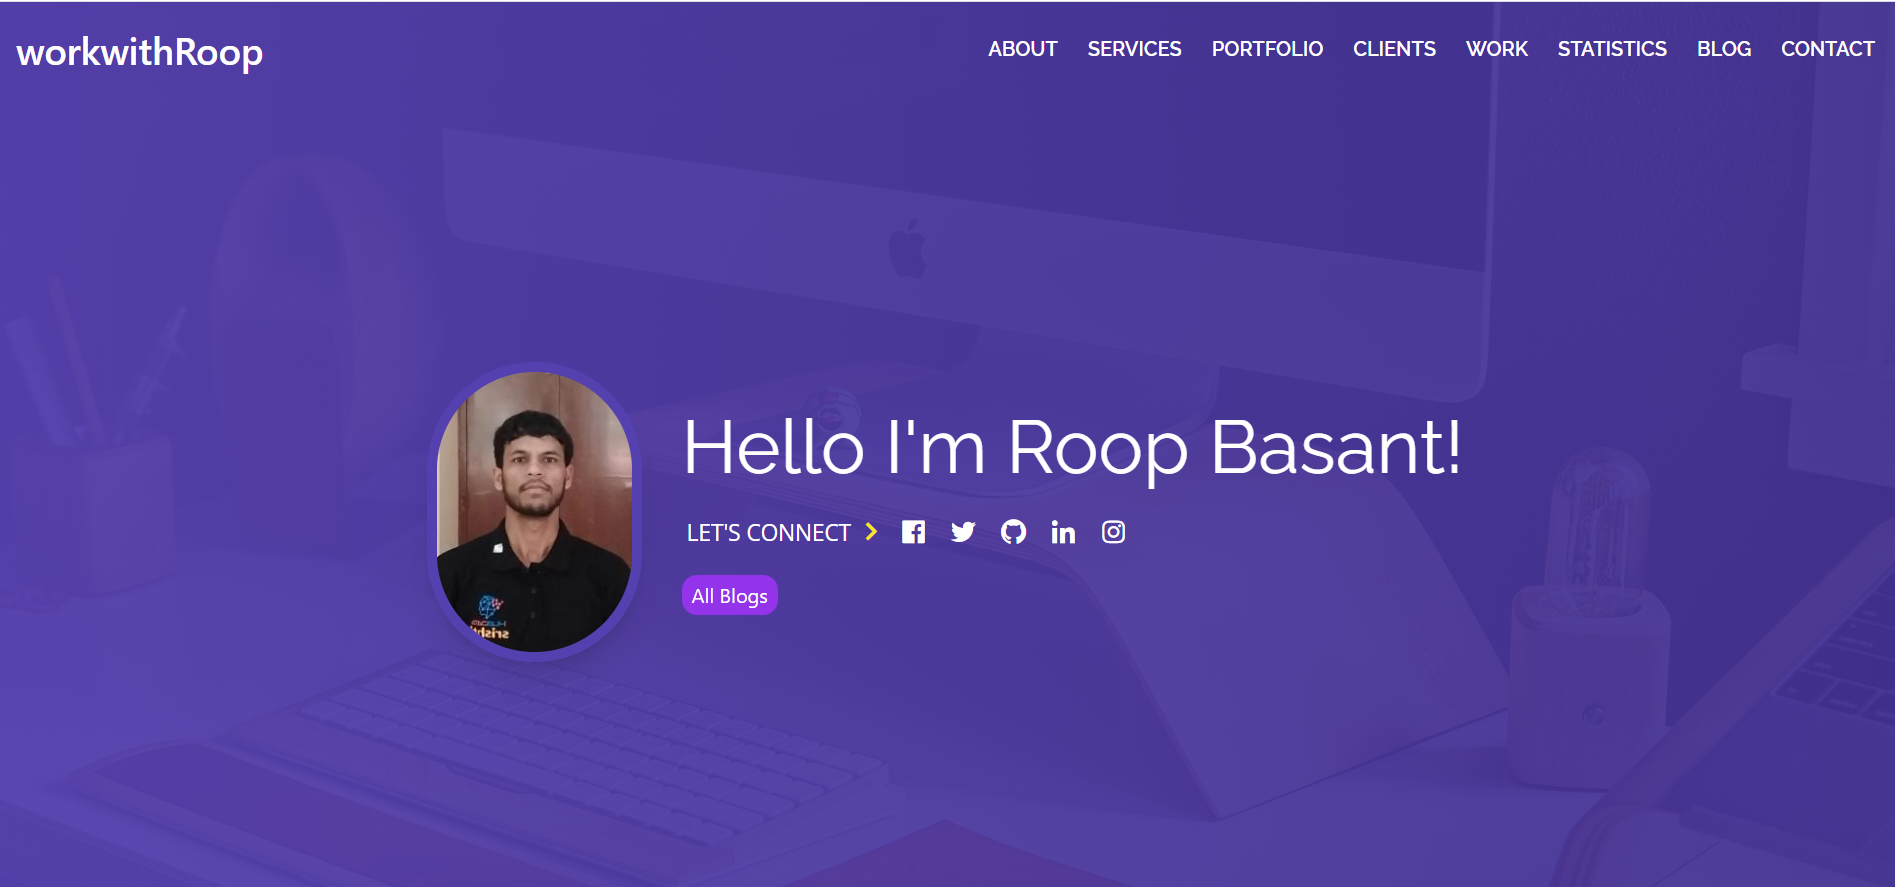 workwithRoop
ABOUT SERVICES PORTFOLIO CLIENTS WORK STATISTICS BLOG CONTACT
Hello I'm Roop Basant!
LET'S CONNECT
All Blogs